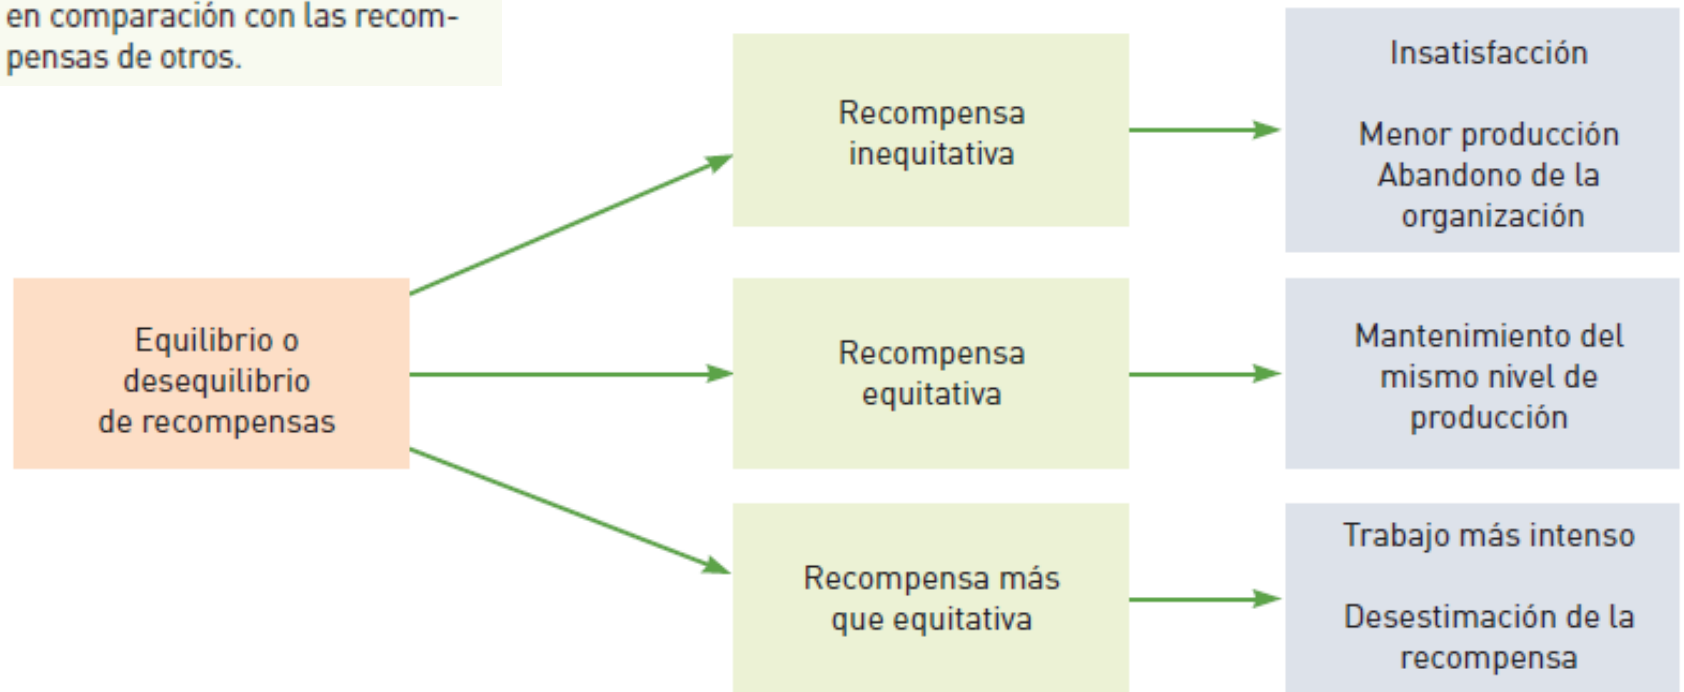 en comparación con las recom-
pensas de otros.
Equilibrio o
desequilibrio
de recompensas
Recompensa
inequitativa
Insatisfacción
Menor producción
Abandono de la
organización
Recompensa
equitativa
Mantenimiento del
mismo nivel de
producción
Recompensa más
que equitativa
Trabajo más intenso
Desestimación de la
recompensa